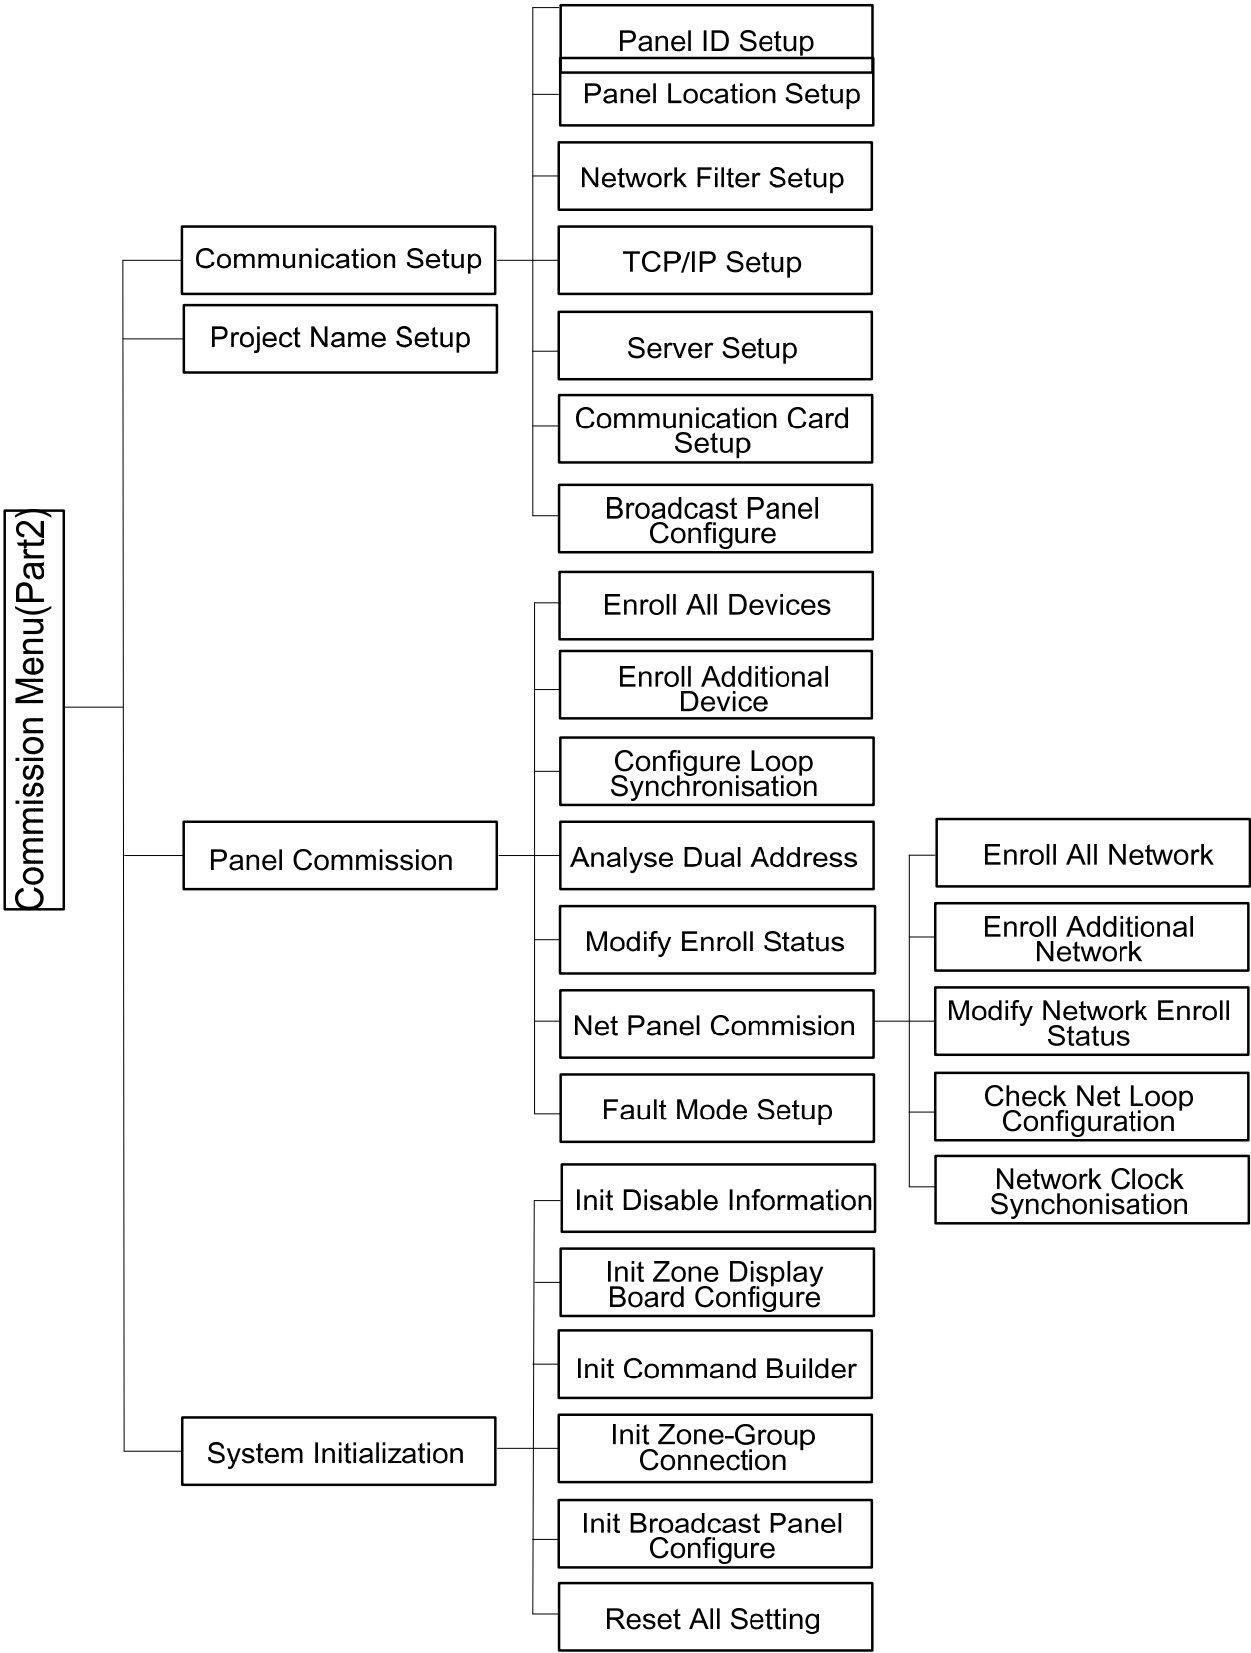 Commission Menu(Part2)
Communication Setup
Panel ID Setup
Panel Location Setup
Network Filter Setup
TCP/IP Setup
Server Setup
Communication Card
Setup
Broadcast Panel
Configure
Project Name Setup
Panel Commission
Enroll All Devices
Enroll Additional
Device
Configure Loop
Synchronisation
Analyse Dual Address
Modify Enroll Status
Net Panel Commision
Enroll All Network
Enroll Additional
Network
Modify Network Enroll
Status
Check Net Loop
Configuration
Network Clock
Synchonisation
Fault Mode Setup
System Initialization
Init Disable Information
Init Zone Display
Board Configure
Init Command Builder
Init Zone-Group
Connection
Init Broadcast Panel
Configure
Reset All Setting